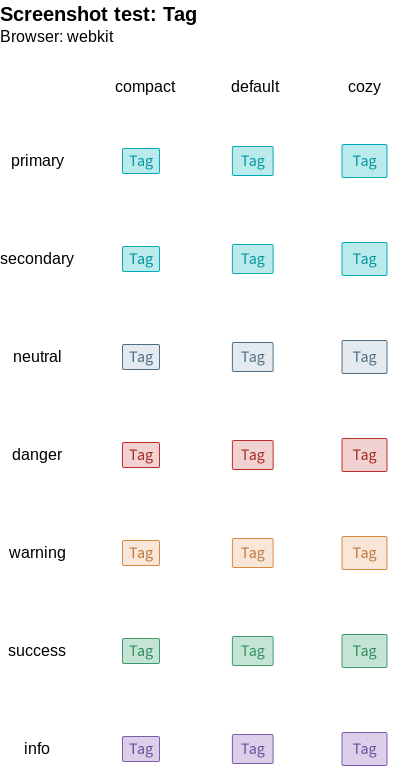 Screenshot test: Tag
Browser: webkit
compact default cozy
primary Tag Tag Tag
secondary Tag Tag Tag
neutral Tag Tag Tag
danger Tag Tag Tag
warning Tag Tag Tag
success Tag Tag Tag
info Tag Tag Tag